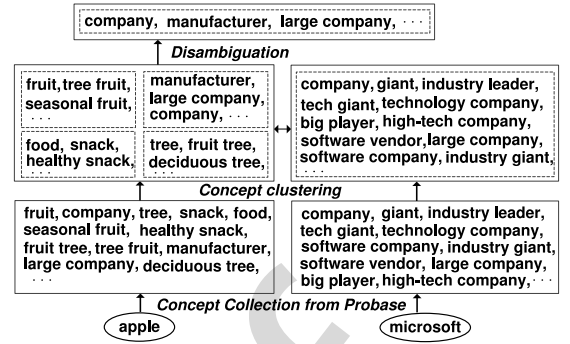 company, manufacturer, large company, ···
Disambiguation
fruit, tree fruit,
seasonal fruit,
···
manufacturer,
large company,
company, ···
food, snack,
healthy snack,
···
tree, fruit tree,
deciduous tree,
···
company, giant, industry leader,
tech giant, technology company,
big player, high-tech company,
software vendor, large company,
software company, industry giant,
···
Concept clustering
fruit, company, tree, snack, food,
seasonal fruit, healthy snack,
fruit tree, tree fruit, manufacturer,
large company, deciduous tree,
···
company, giant, industry leader,
tech giant, technology company,
software company, industry giant,
software vendor, large company,
big player, high-tech company, ···
Concept Collection from Probase
apple
microsoft